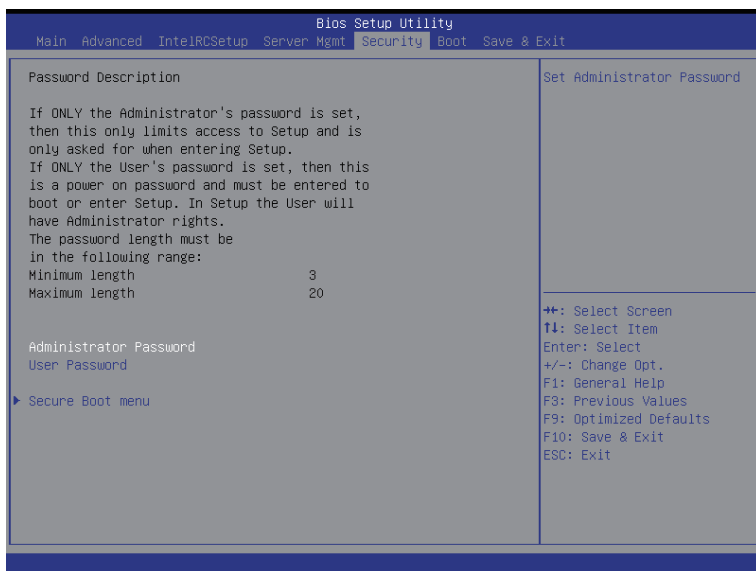 Bios Setup Utility
Main Advanced IntelRCSetup Server Mgmt Security Boot Save & Exit
Password Description
If ONLY the Administrator's password is set,
then this only limits access to Setup and is
only asked for when entering Setup.
If ONLY the User's password is set, then this
is a power on password and must be entered to
boot or enter Setup. In Setup the User will
have Administrator rights.
The password length must be
in the following range:
Minimum length 3
Maximum length 20
Administrator Password
User Password
Secure Boot menu
Set Administrator Password
→←: Select Screen
↑↓: Select Item
Enter: Select
+/-: Change Opt.
F1: General Help
F3: Previous Values
F9: Optimized Defaults
F10: Save & Exit
ESC: Exit